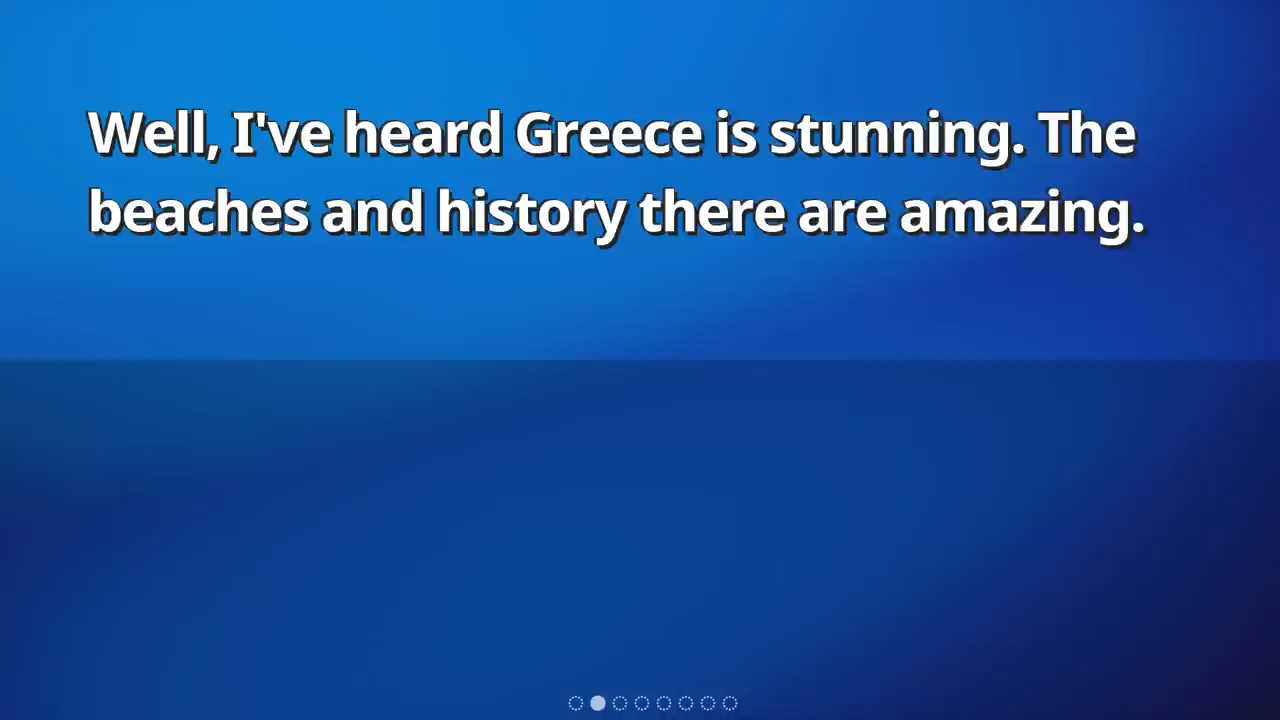 Well, I've heard Greece is stunning. The
beaches and history there are amazing.